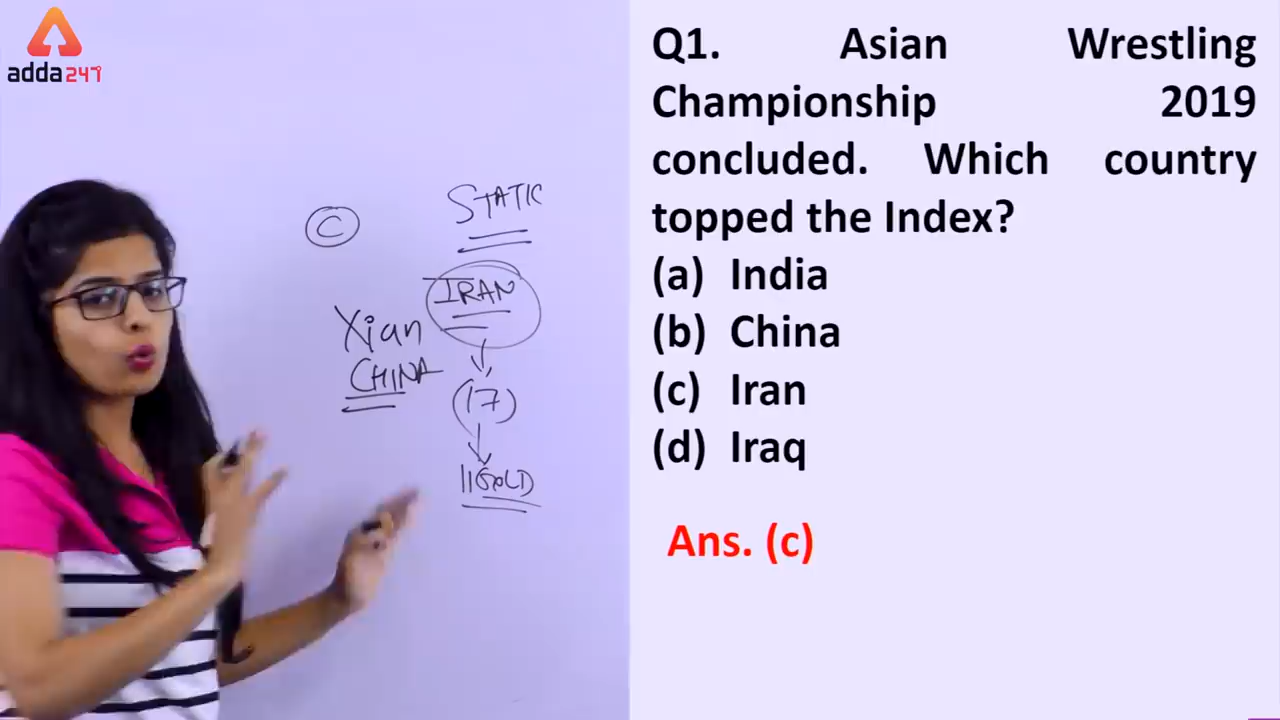 adda247
STATIC
C
IRAN
Xian
CHINA
(17)
11GOLD
Q1. Asian Wrestling
Championship 2019
concluded. Which country
topped the Index?
(a) India
(b) China
(c) Iran
(d) Iraq
Ans. (c)